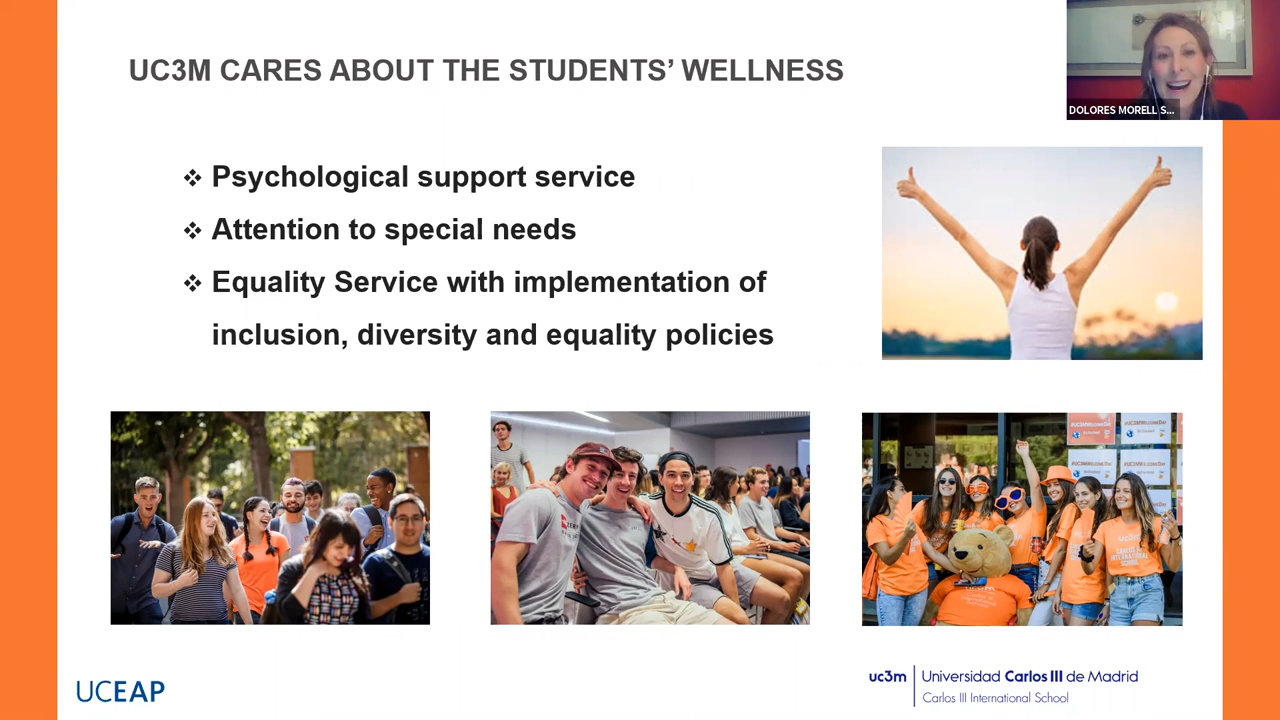 UC3M CARES ABOUT THE STUDENTS’ WELLNESS
DOLORES MORELL S...
❖ Psychological support service
❖ Attention to special needs
❖ Equality Service with implementation of
inclusion, diversity and equality policies
UCEAP
uc3m
Universidad Carlos III de Madrid
Carlos III International School